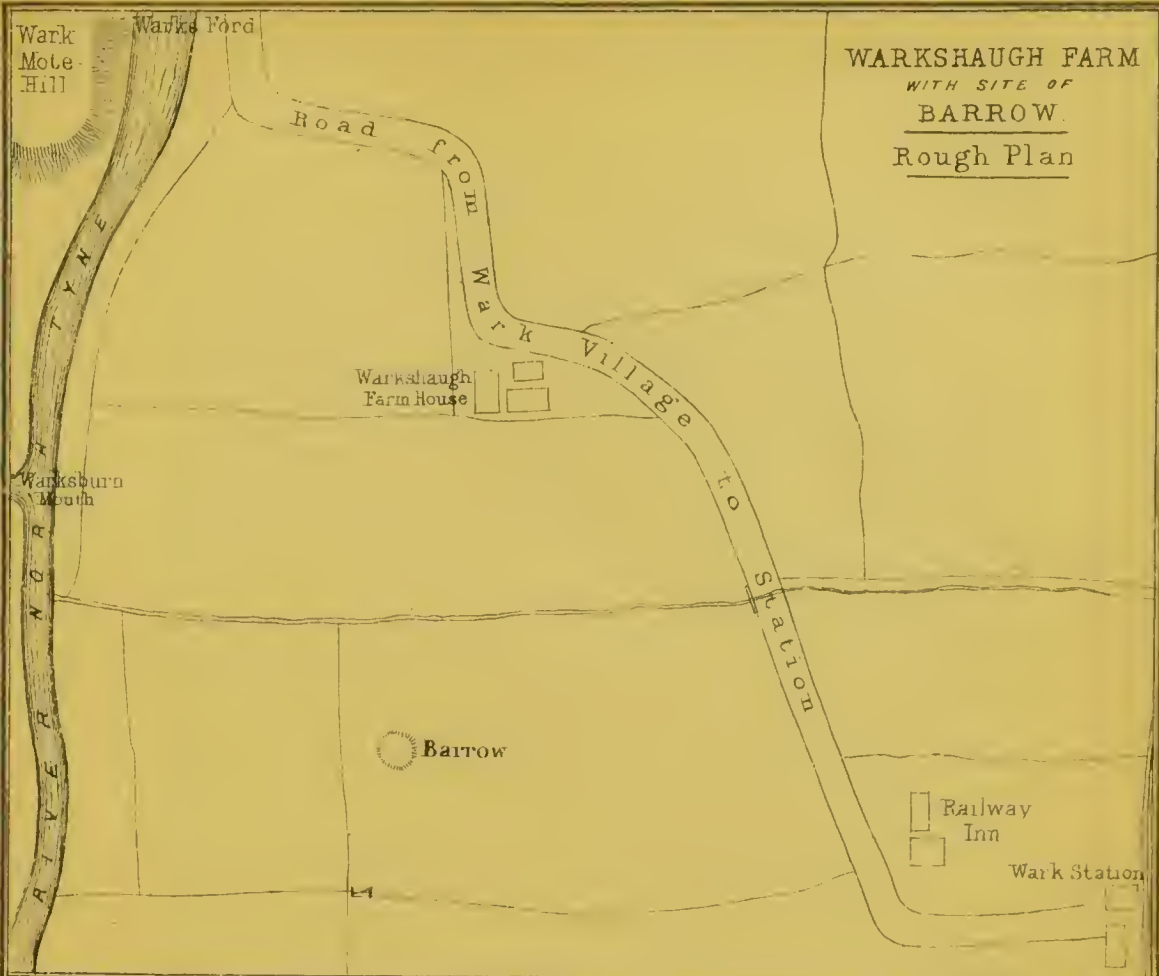 Wark
Mote
Hill
Warks Ford
WARKSHAUGH FARM
WITH SITE OF
BARROW.
Rough Plan
Road from Wark Village to Station
Warkshaugh
Farm House
Warksburn
Mouth
RIVER NORTH TYNE
Barrow
Railway
Inn
Wark Station